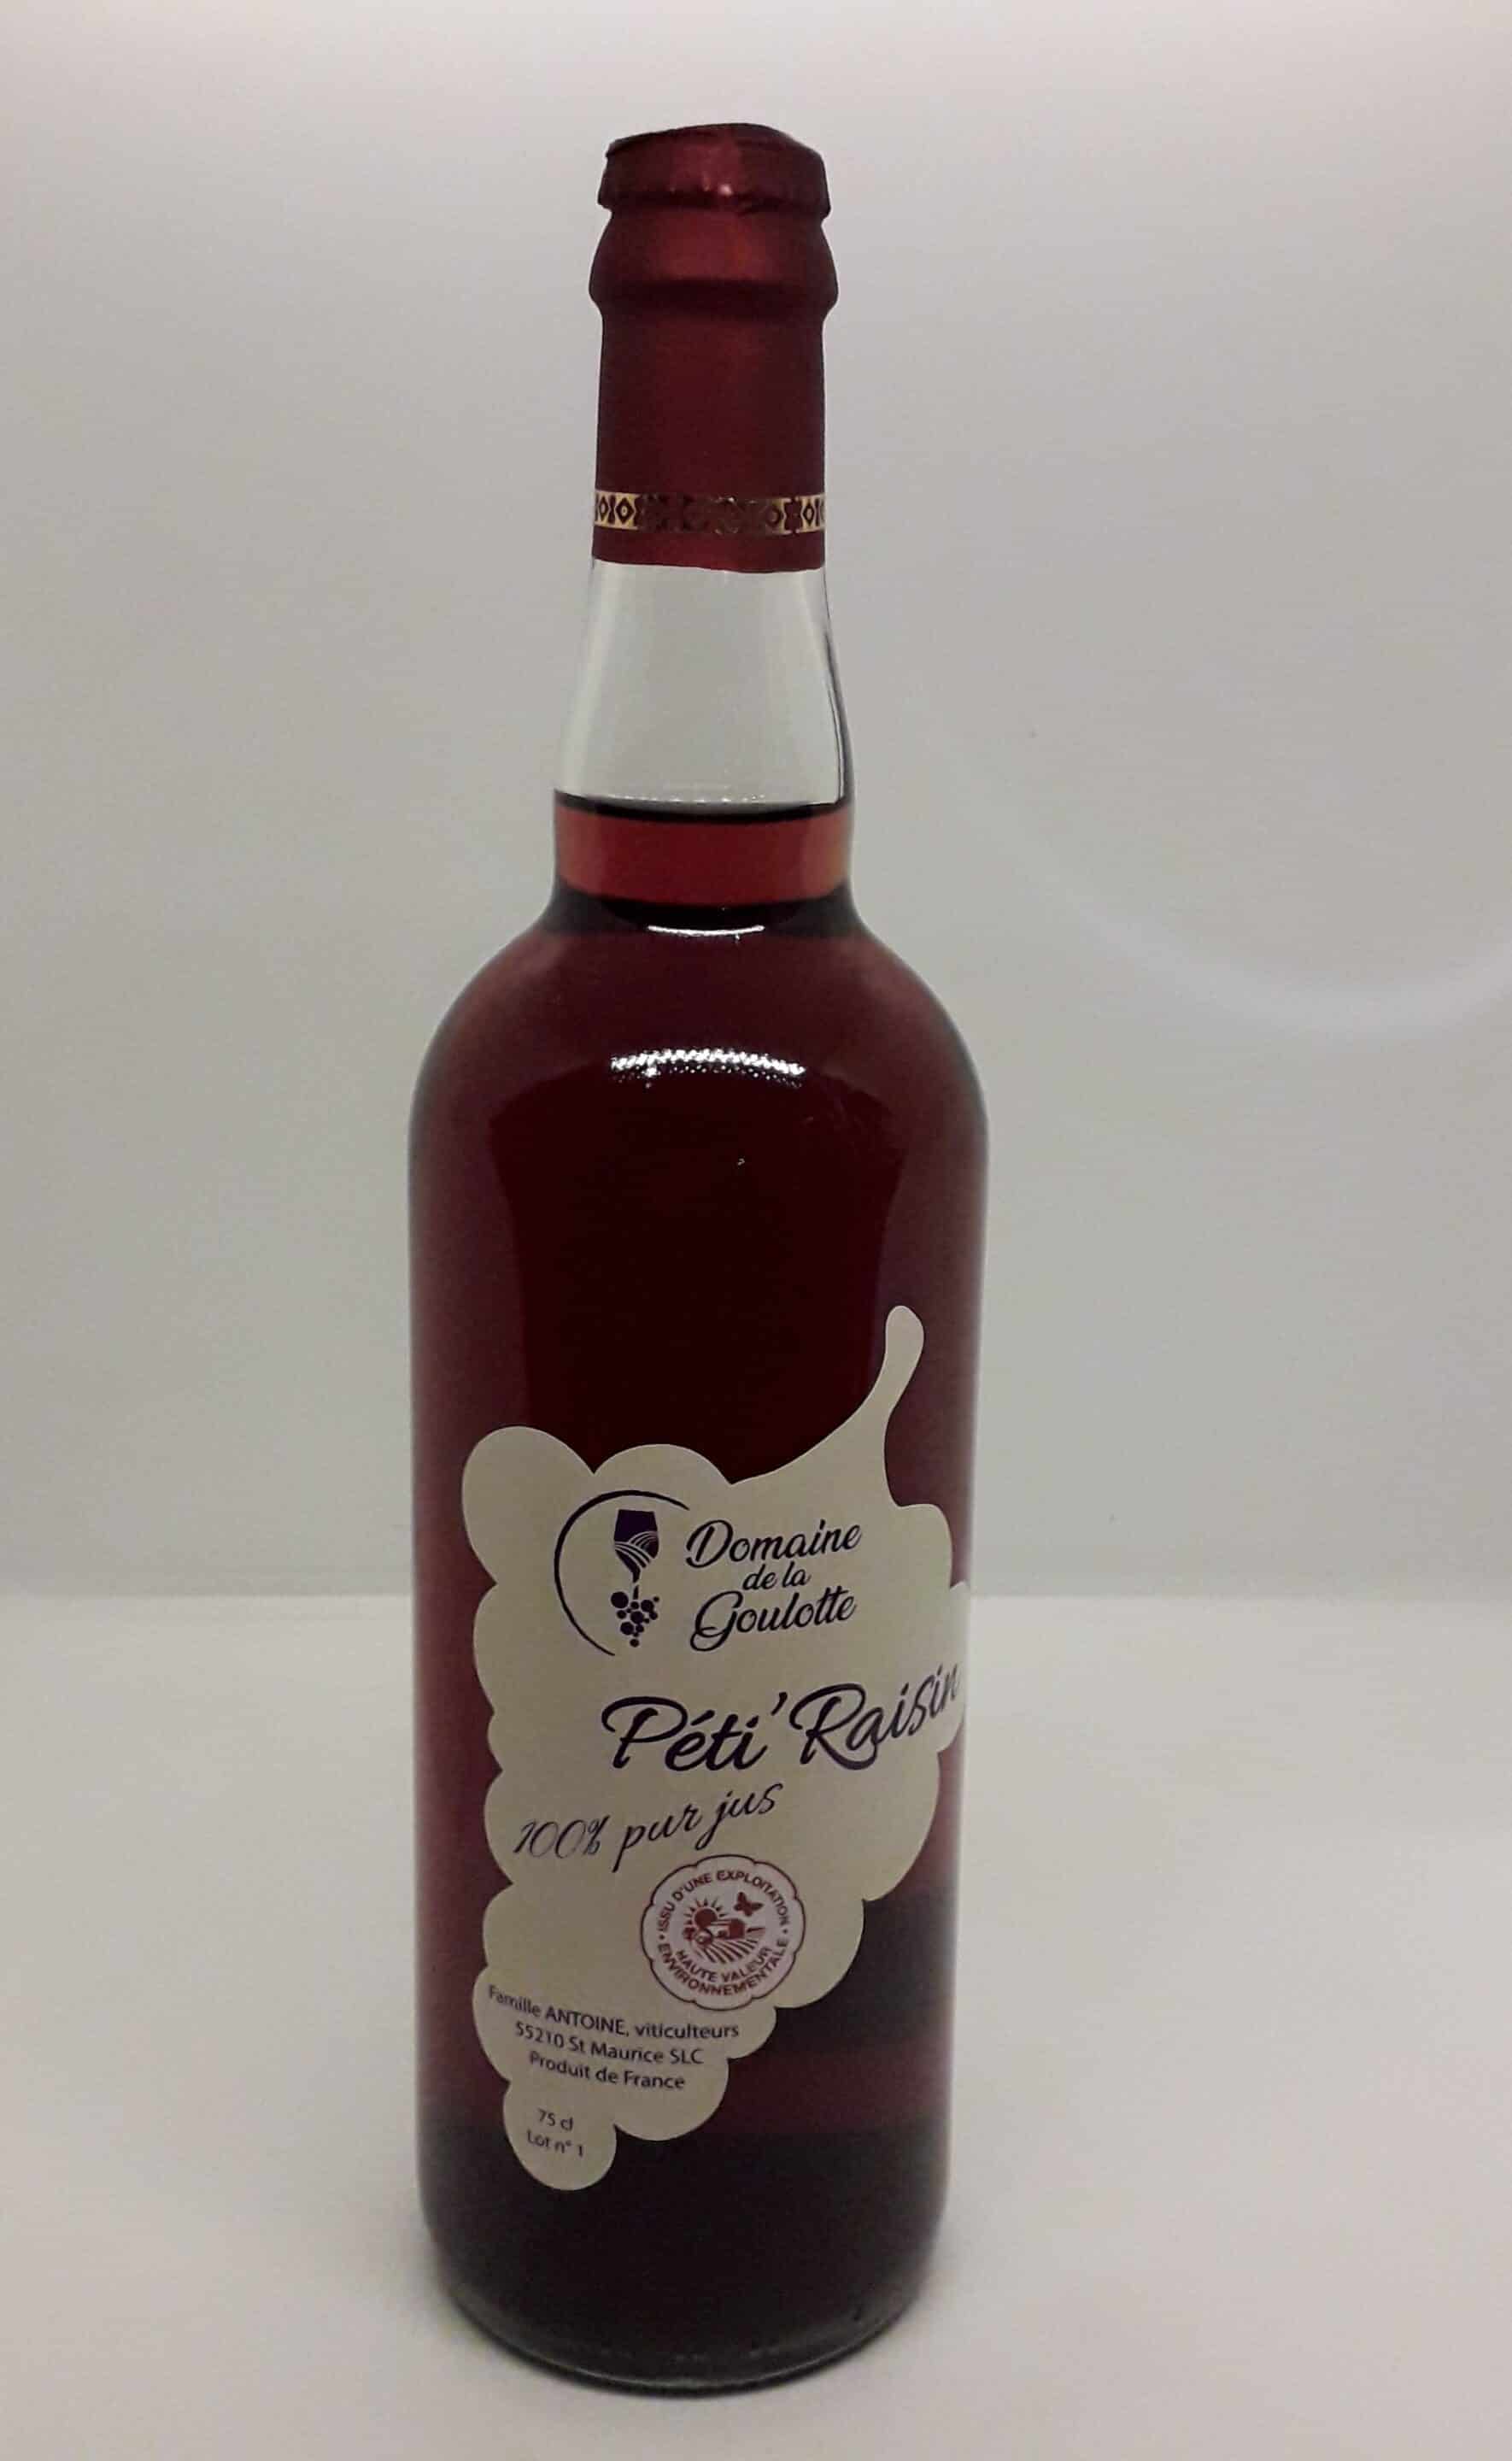 Domaine
de la
Goulotte
Péti'Raisin
100% pur jus
• ISSU D'UNE EXPLOITATION •
HAUTE VALEUR
ENVIRONNEMENTALE
Famille ANTOINE, viticulteurs
55210 St Maurice SLC
Produit de France
75 cl
Lot n° 1